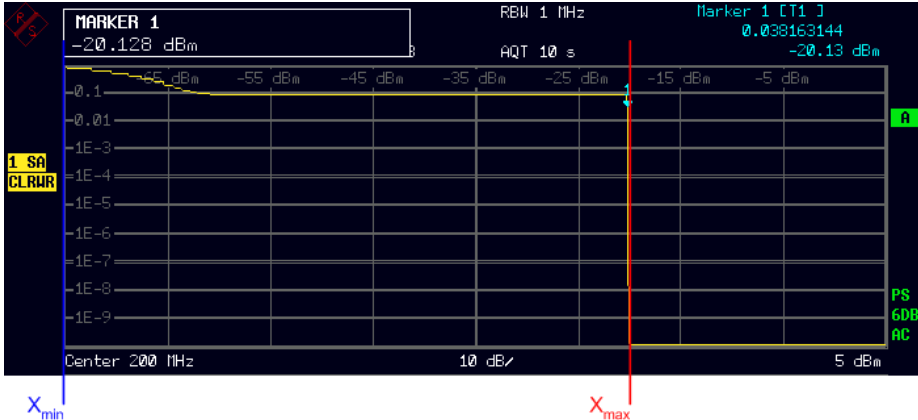 R S
MARKER 1
-20.128 dBm
B
RBW 1 MHz
AQT 10 s
Marker 1 [T1 ]
0.038163144
-20.13 dBm
-65 dBm -55 dBm -45 dBm -35 dBm -25 dBm -15 dBm -5 dBm
1
-0.1
-0.01
-1E-3
-1E-4
-1E-5
-1E-6
-1E-7
-1E-8
-1E-9
1 SA
CLRWR
A
PS
6DB
AC
Center 200 MHz 10 dB/ 5 dBm
Xmin Xmax